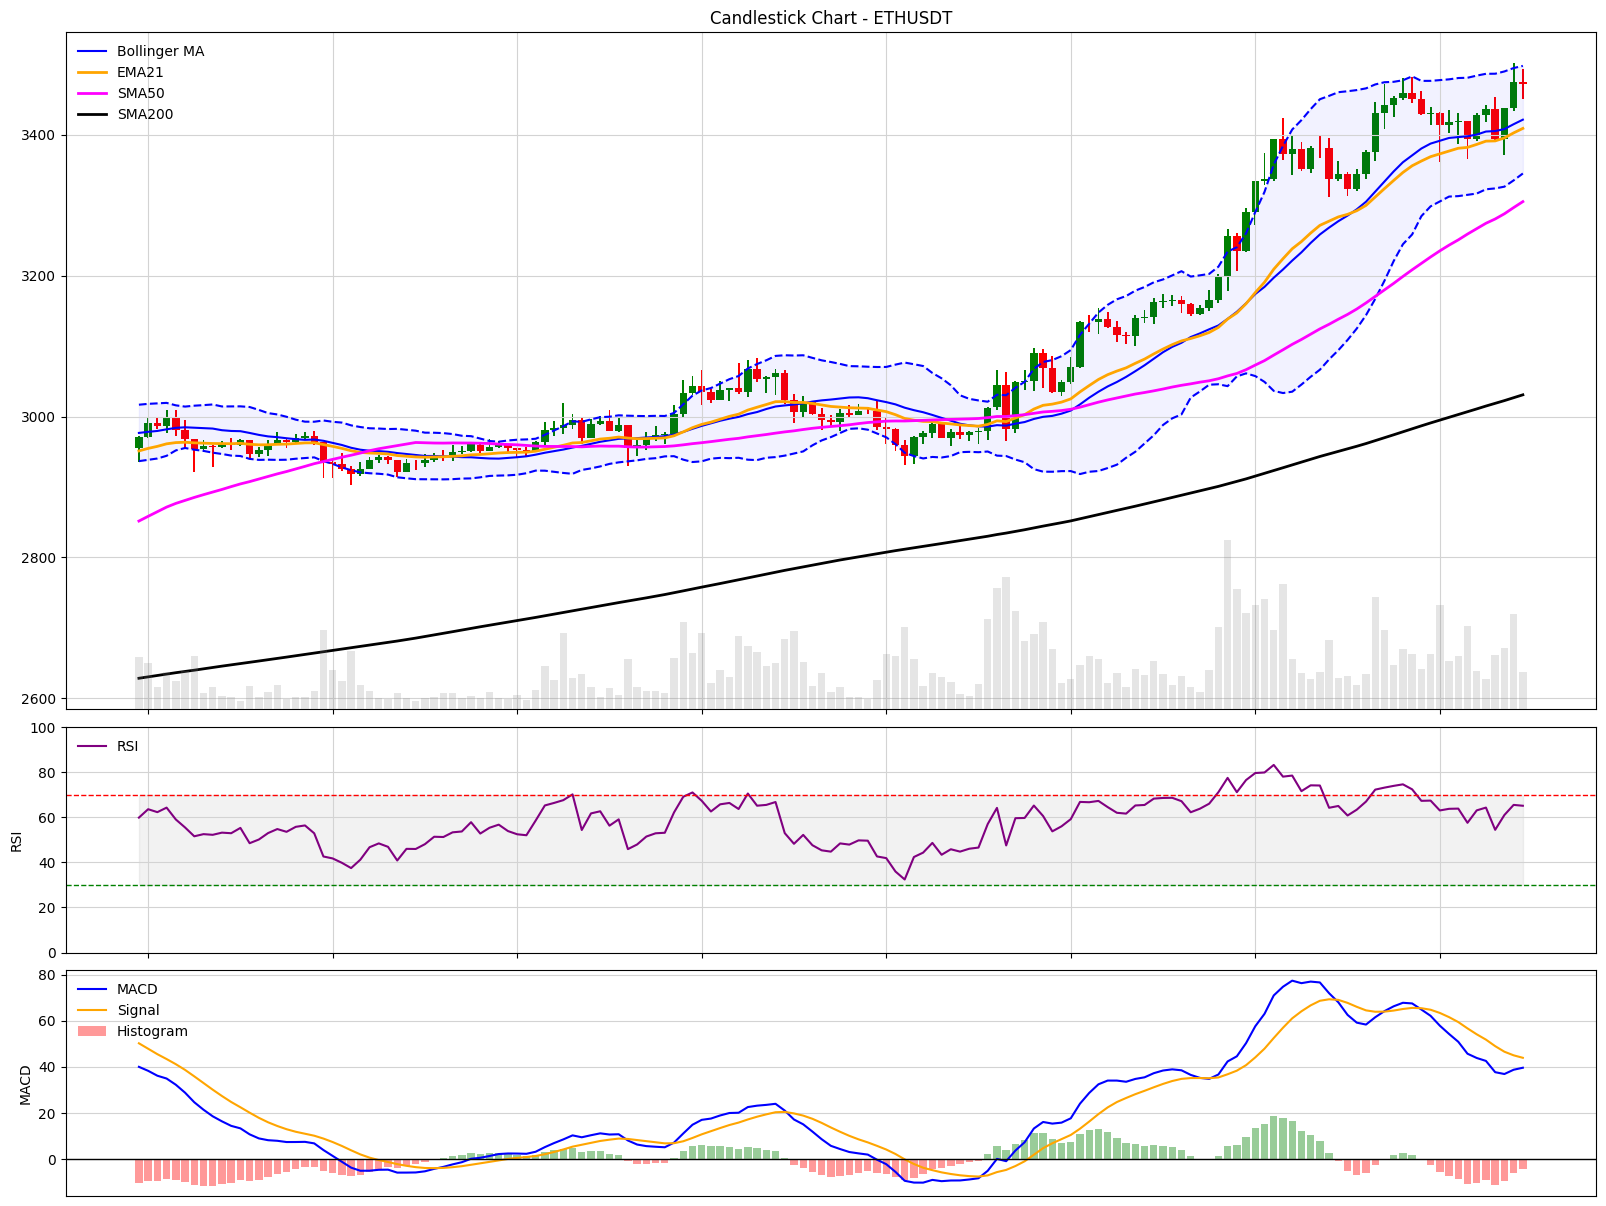 Candlestick Chart - ETHUSDT
Bollinger MA
EMA21
SMA50
SMA200
3400
3200
3000
2800
2600
100
RSI
80
60
RSI
40
20
0
80
MACD
Signal
60
Histogram
40
MACD
20
0